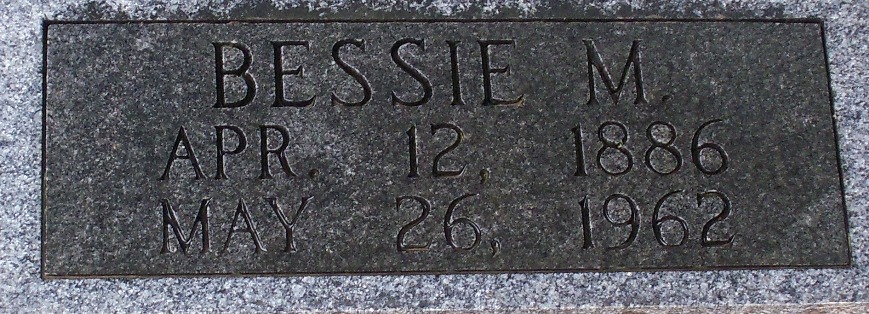 BESSIE M.
APR. 12, 1886
MAY 26, 1962